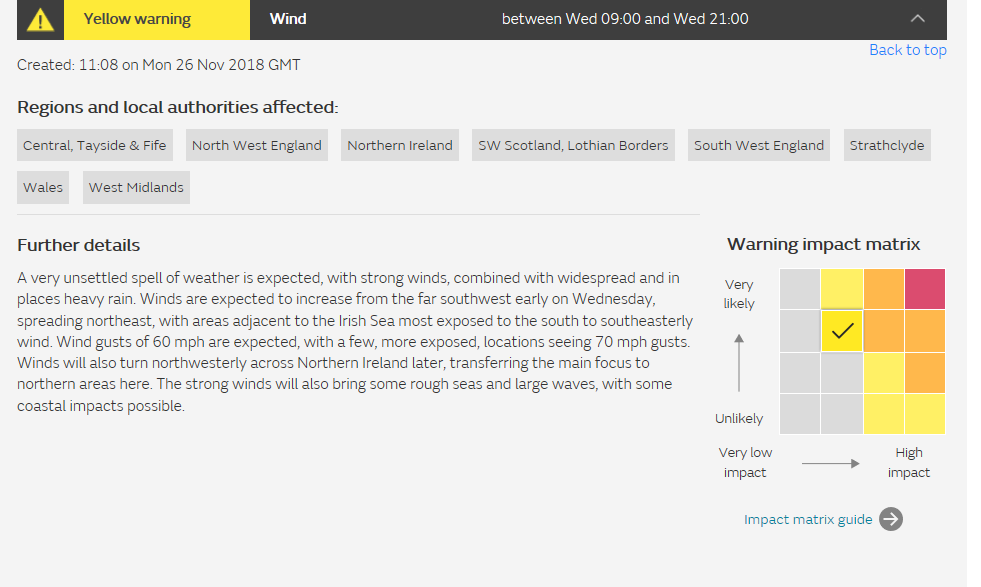 Yellow warning Wind between Wed 09:00 and Wed 21:00
Back to top
Created: 11:08 on Mon 26 Nov 2018 GMT
Regions and local authorities affected:
Central, Tayside & Fife North West England Northern Ireland SW Scotland, Lothian Borders South West England Strathclyde
Wales West Midlands
Further details
A very unsettled spell of weather is expected, with strong winds, combined with widespread and in
places heavy rain. Winds are expected to increase from the far southwest early on Wednesday,
spreading northeast, with areas adjacent to the Irish Sea most exposed to the south to southeasterly
wind. Wind gusts of 60 mph are expected, with a few, more exposed, locations seeing 70 mph gusts.
Winds will also turn northwesterly across Northern Ireland later, transferring the main focus to
northern areas here. The strong winds will also bring some rough seas and large waves, with some
coastal impacts possible.
Warning impact matrix
Very
likely
Unlikely
Very low
impact
High
impact
Impact matrix guide